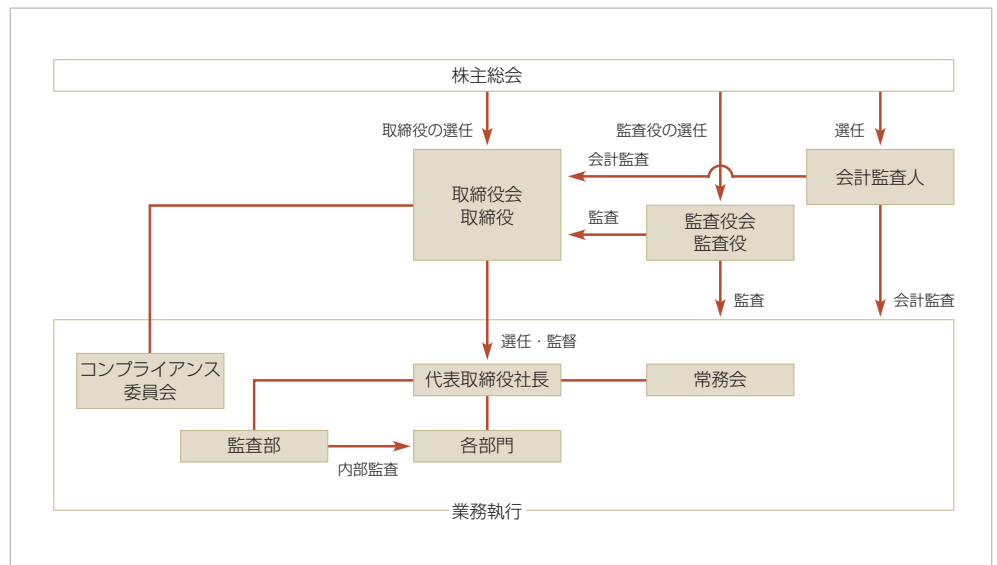 株主総会
取締役の選任
監査役の選任
選任
会計監査
会計監査人
取締役会
取締役
監査
監査役会
監査役
監査
会計監査
選任・監督
コンプライアンス
委員会
代表取締役社長
常務会
監査部
各部門
内部監査
業務執行